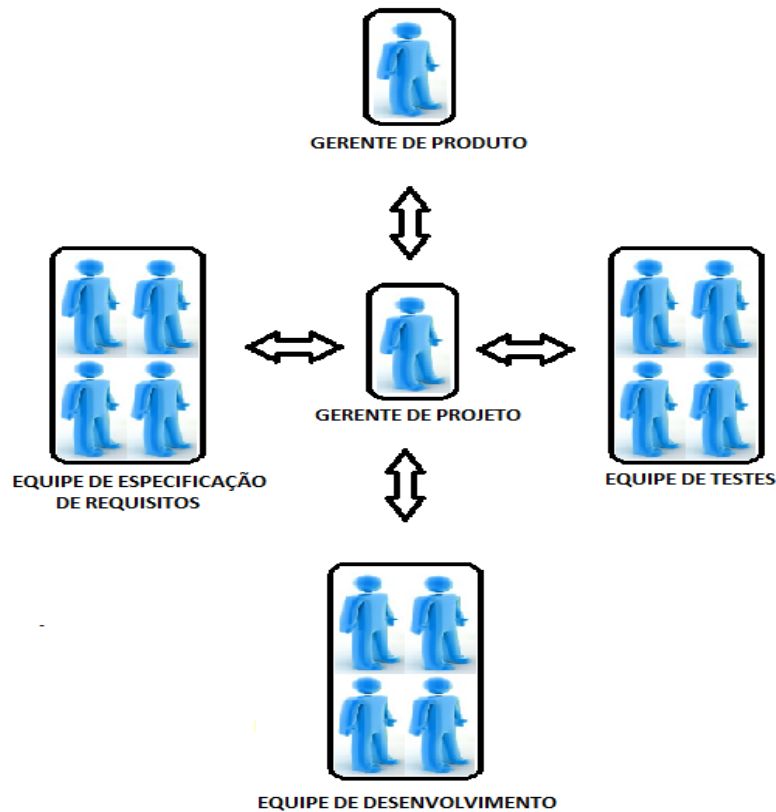 GERENTE DE PRODUTO
GERENTE DE PROJETO
EQUIPE DE ESPECIFICAÇÃO
DE REQUISITOS
EQUIPE DE TESTES
-
EQUIPE DE DESENVOLVIMENTO